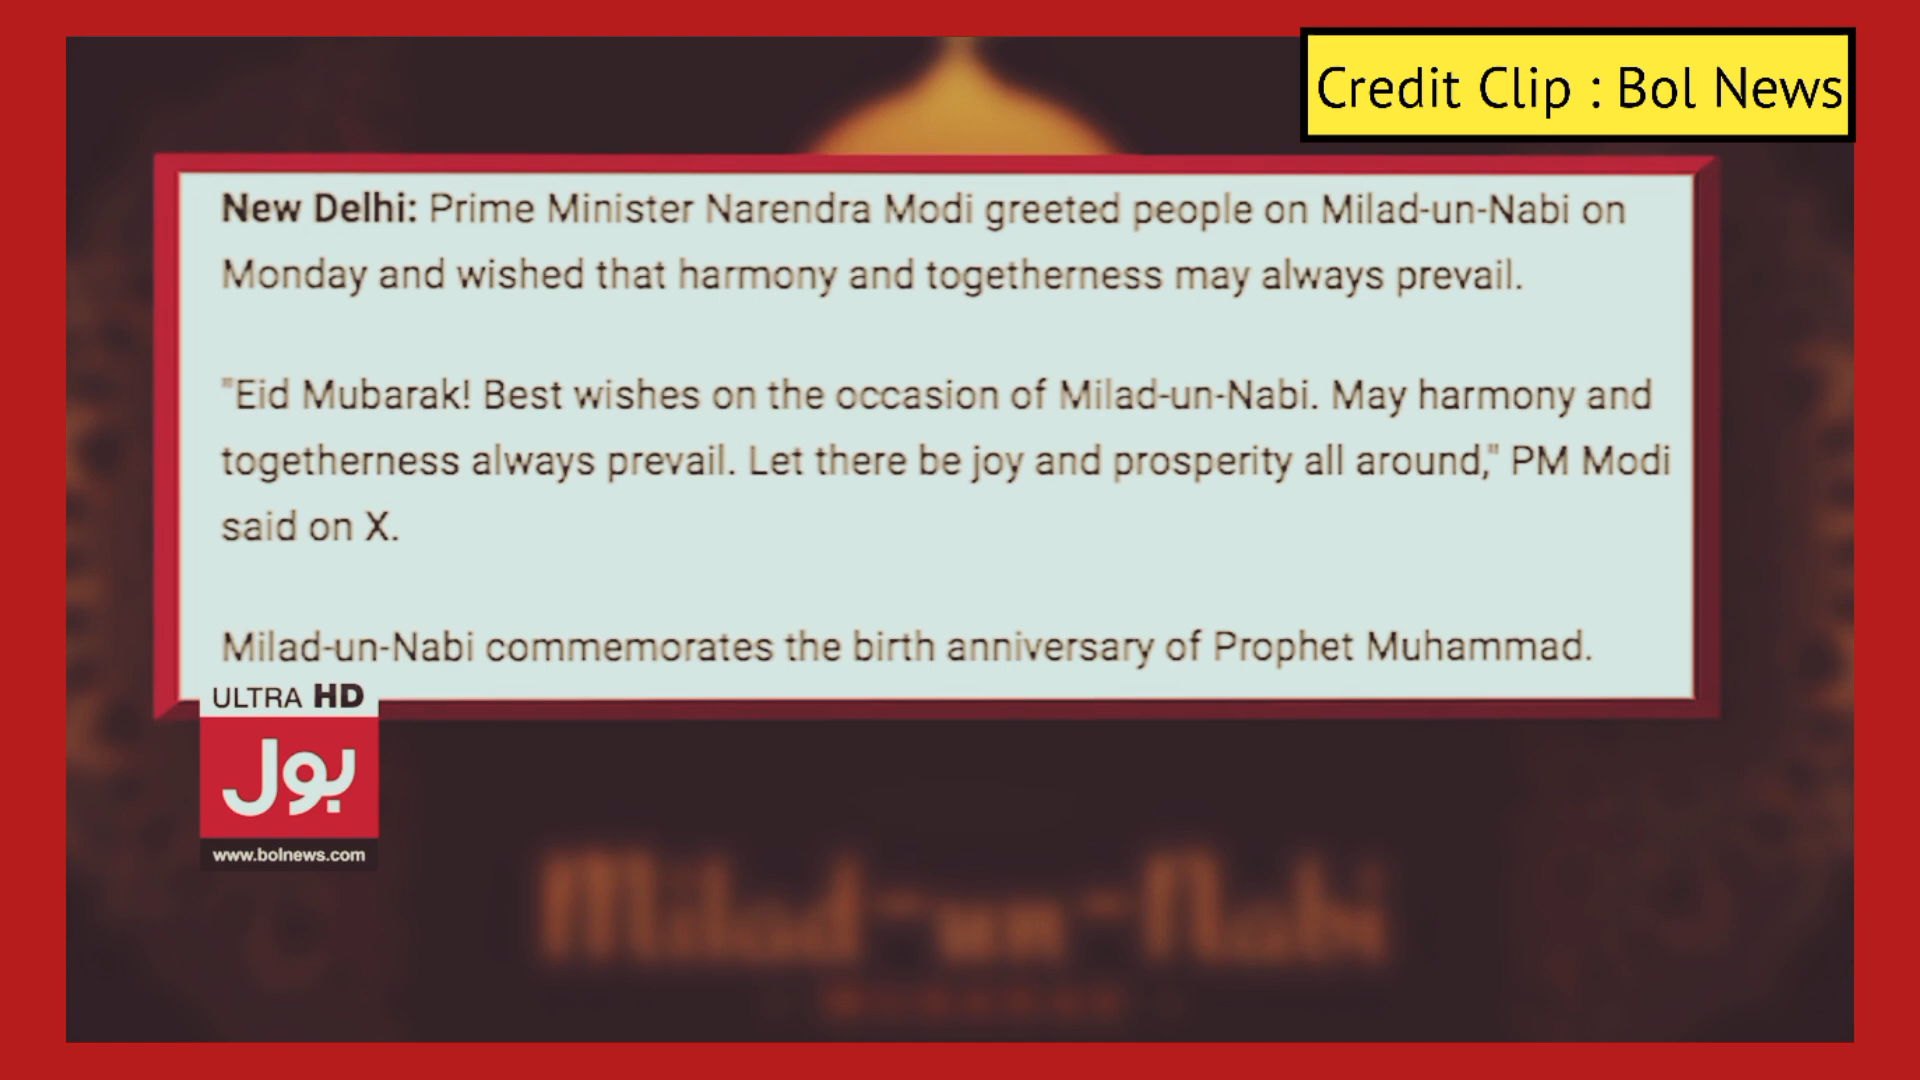 Credit Clip : Bol News
New Delhi: Prime Minister Narendra Modi greeted people on Milad-un-Nabi on
Monday and wished that harmony and togetherness may always prevail.
"Eid Mubarak! Best wishes on the occasion of Milad-un-Nabi. May harmony and
togetherness always prevail. Let there be joy and prosperity all around," PM Modi
said on X.
Milad-un-Nabi commemorates the birth anniversary of Prophet Muhammad.
ULTRA HD
بول
www.bolnews.com
Milad-un-Nabi